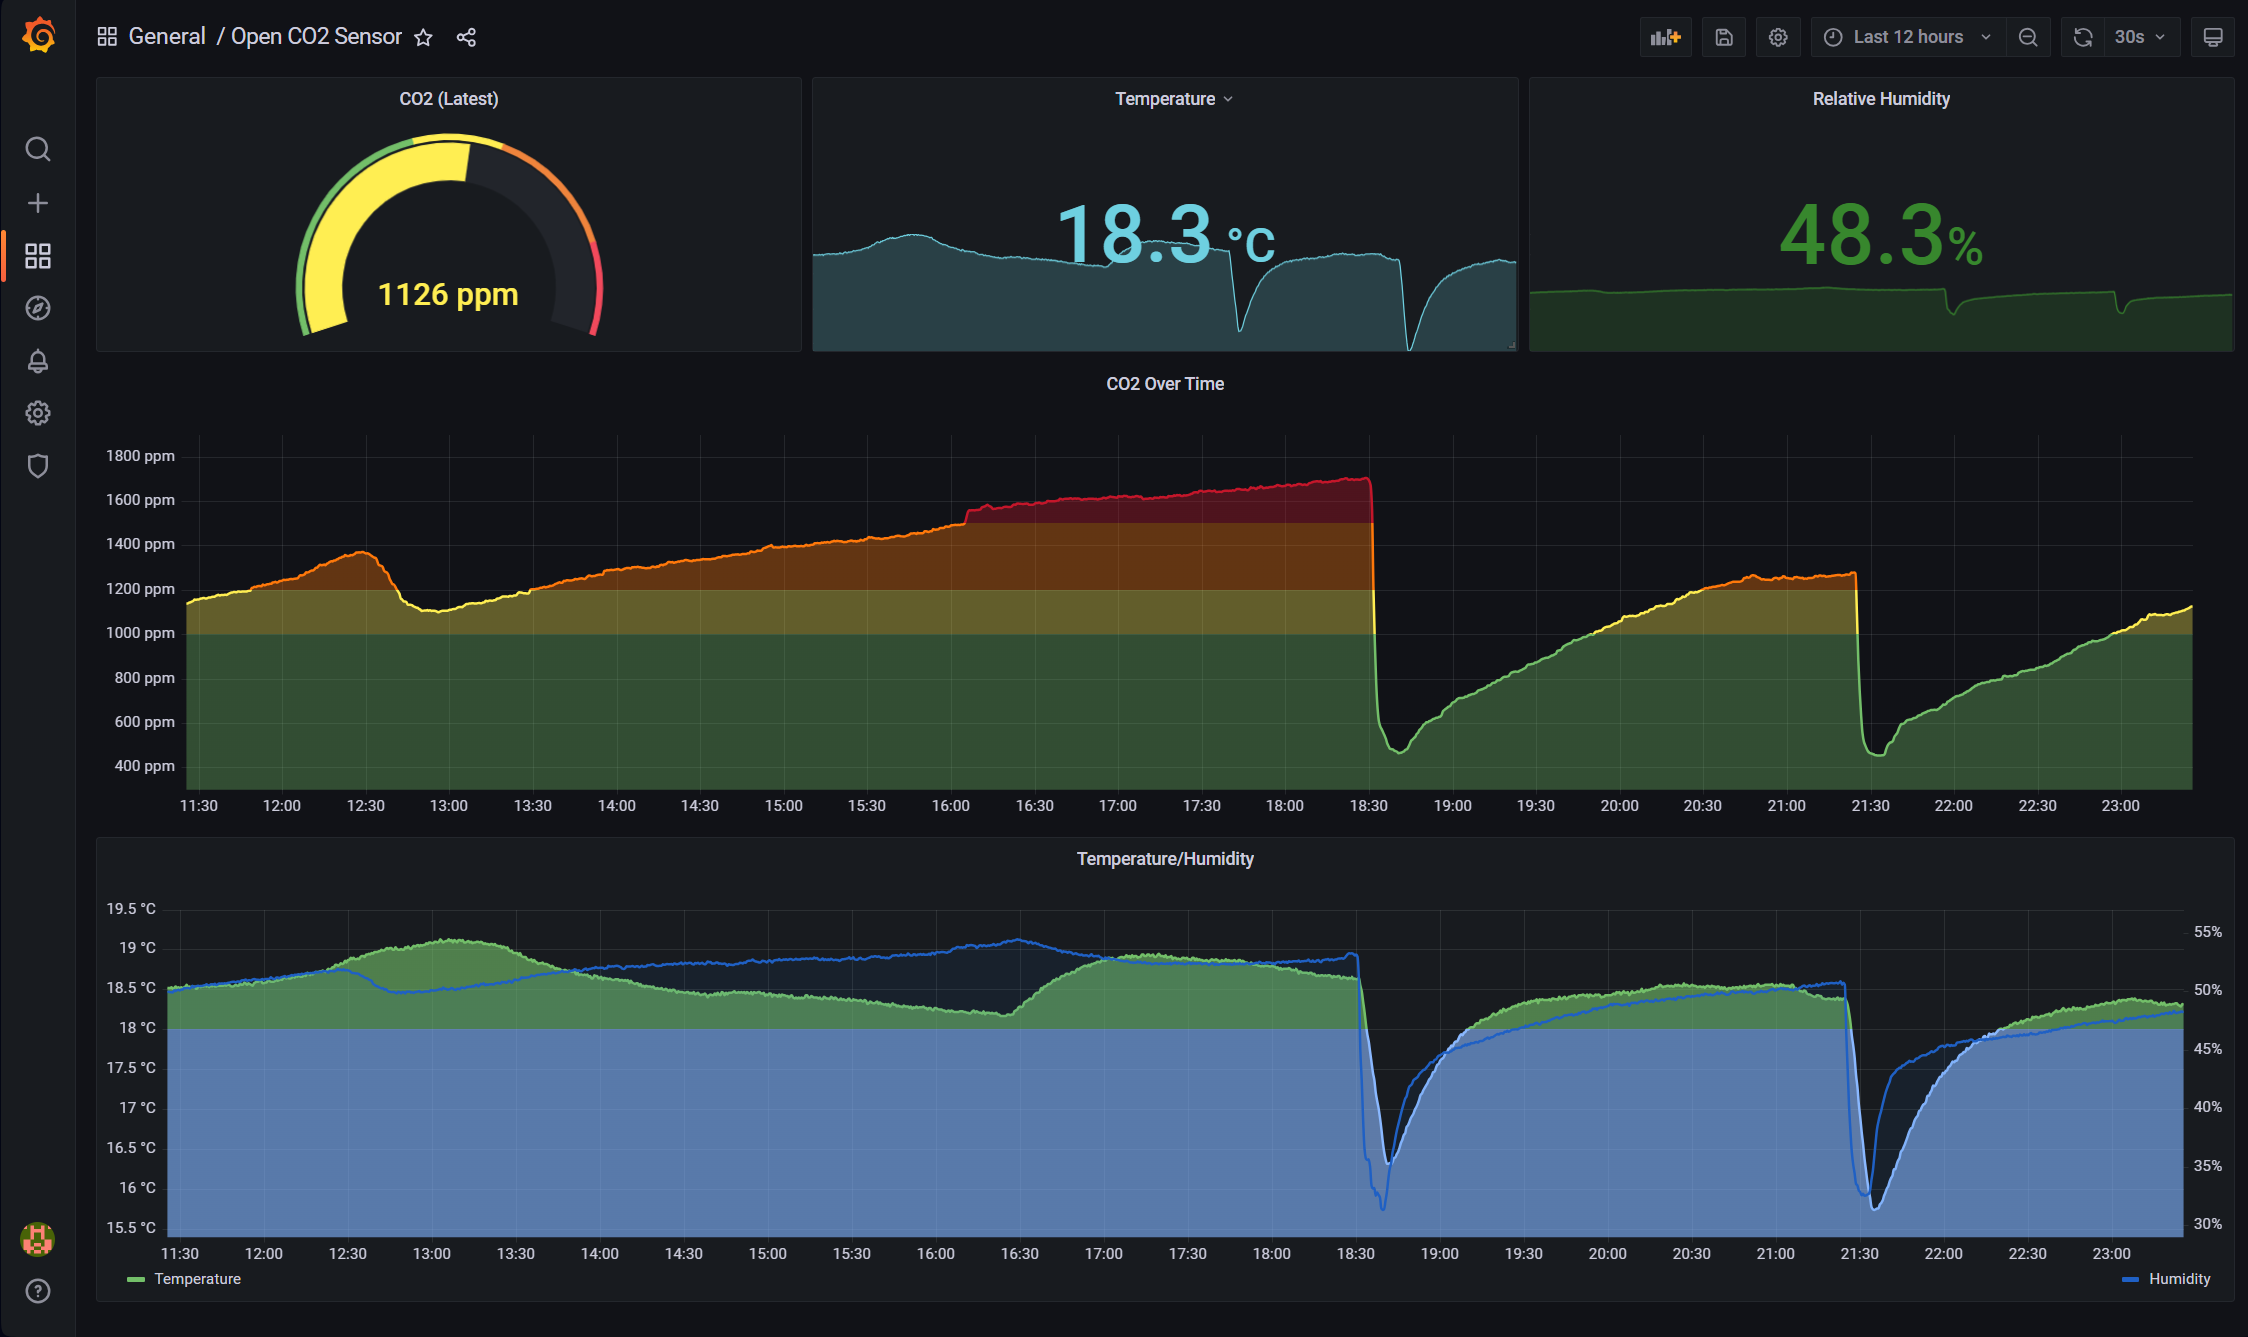 General / Open CO2 Sensor
Last 12 hours
30s
CO2 (Latest)
1126 ppm
Temperature
18.3 °C
Relative Humidity
48.3%
CO2 Over Time
1800 ppm
1600 ppm
1400 ppm
1200 ppm
1000 ppm
800 ppm
600 ppm
400 ppm
11:30 12:00 12:30 13:00 13:30 14:00 14:30 15:00 15:30 16:00 16:30 17:00 17:30 18:00 18:30 19:00 19:30 20:00 20:30 21:00 21:30 22:00 22:30 23:00
Temperature/Humidity
19.5 °C
19 °C
18.5 °C
18 °C
17.5 °C
17 °C
16.5 °C
16 °C
15.5 °C
55%
50%
45%
40%
35%
30%
11:30 12:00 12:30 13:00 13:30 14:00 14:30 15:00 15:30 16:00 16:30 17:00 17:30 18:00 18:30 19:00 19:30 20:00 20:30 21:00 21:30 22:00 22:30 23:00
Temperature
Humidity